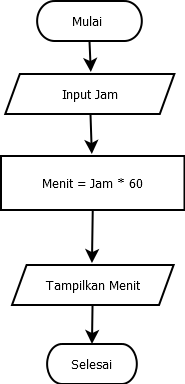 Mulai
Input Jam
Menit = Jam * 60
Tampilkan Menit
Selesai